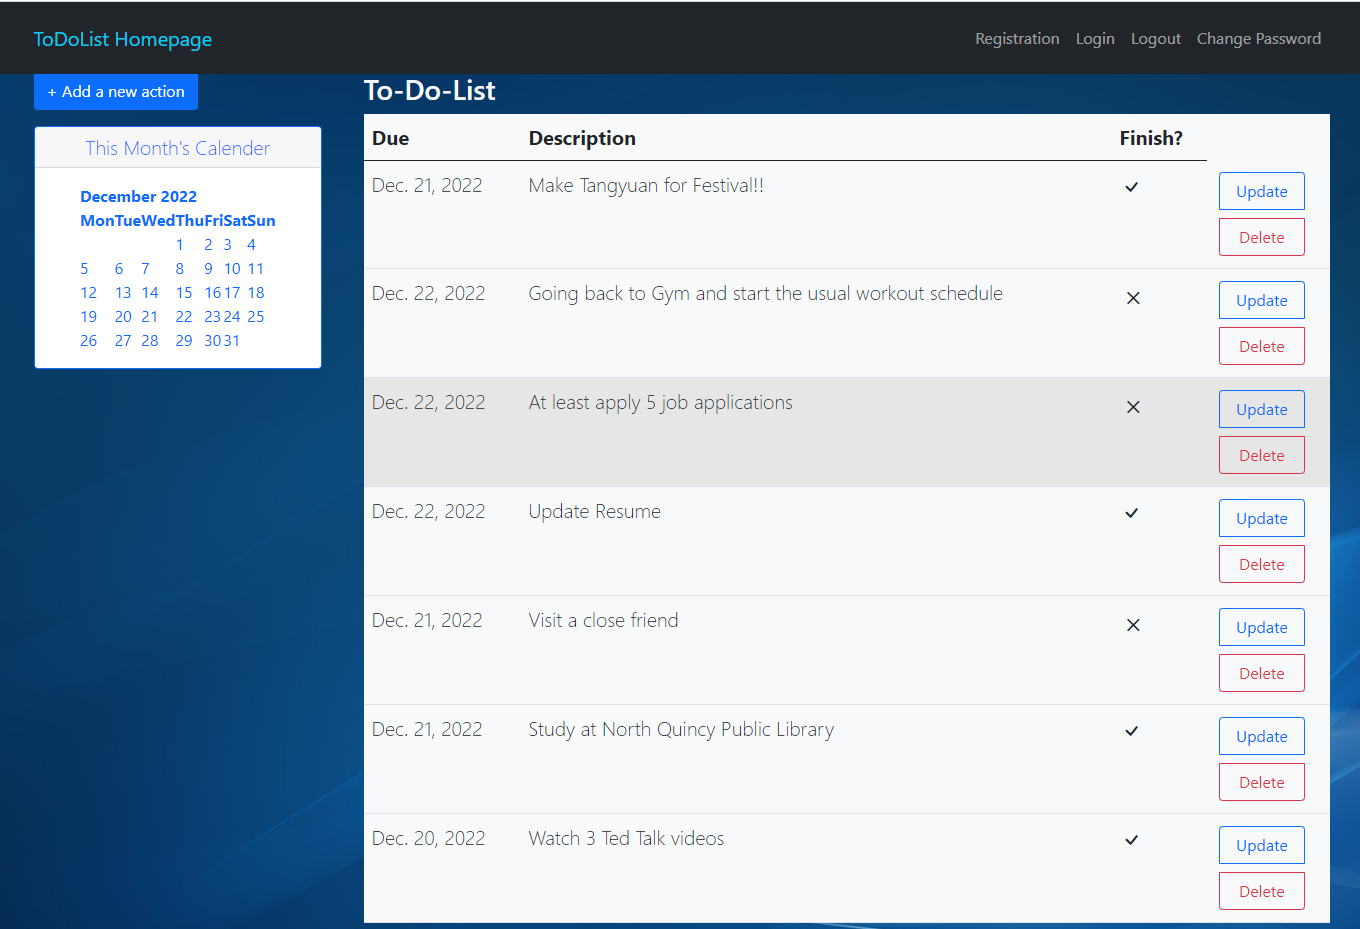 ToDoList Homepage Registration Login Logout Change Password
+ Add a new action
This Month's Calender
December 2022
MonTueWedThuFriSatSun
1 2 3 4
5 6 7 8 9 10 11
12 13 14 15 16 17 18
19 20 21 22 23 24 25
26 27 28 29 30 31
To-Do-List
Due Description Finish?
Dec. 21, 2022 Make Tangyuan for Festival!! Update
Delete
Dec. 22, 2022 Going back to Gym and start the usual workout schedule Update
Delete
Dec. 22, 2022 At least apply 5 job applications Update
Delete
Dec. 22, 2022 Update Resume Update
Delete
Dec. 21, 2022 Visit a close friend Update
Delete
Dec. 21, 2022 Study at North Quincy Public Library Update
Delete
Dec. 20, 2022 Watch 3 Ted Talk videos Update
Delete